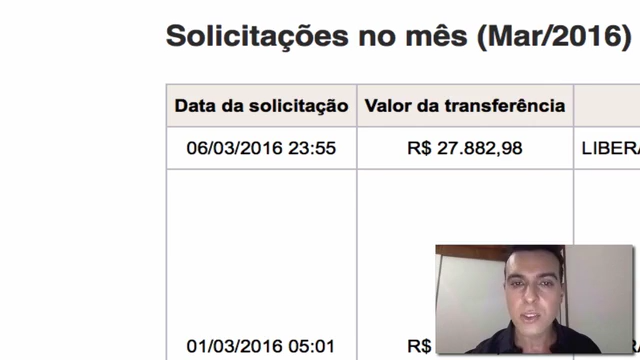 Solicitações no mês (Mar/2016)
Data da solicitação Valor da transferência
06/03/2016 23:55 R$ 27.882,98 LIBERA
01/03/2016 05:01 R$